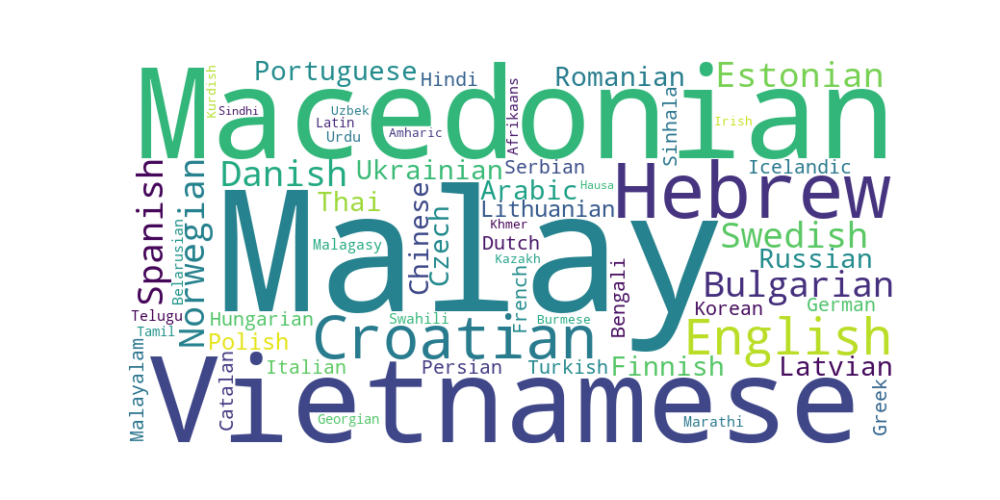 Macedonian
Portuguese
Hindi
Romanian
Estonian
Kurdish
Sindhi
Uzbek
Latin
Urdu
Amharic
Afrikaans
Sinhala
Irish
Spanish
Norwegian
Danish
Ukrainian
Serbian
Icelandic
Hebrew
Thai
Chinese
Czech
Arabic
Hausa
Lithuanian
Malay
Khmer
Swedish
Belarusian
Malagasy
Dutch
Kazakh
Russian
French
Bengali
Bulgarian
Telugu
Hungarian
Swahili
Burmese
Korean
German
Tamil
Polish
Croatian
English
Malayalam
Catalan
Italian
Persian
Turkish
Finnish
Latvian
Vietnamese
Georgian
Marathi
Greek